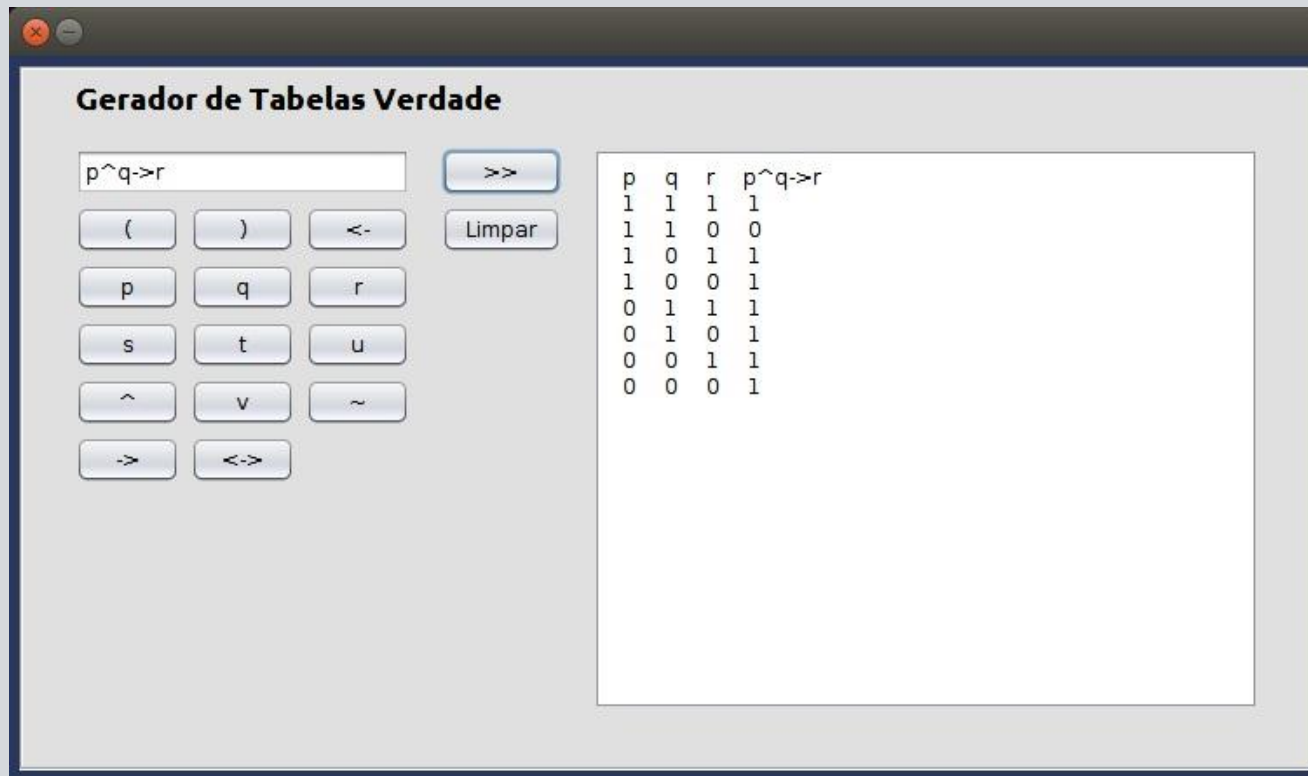 Gerador de Tabelas Verdade
p^q->r >>
( ) <- Limpar
p q r
s t u
^ v ~
-> <->
p q r p^q->r
1 1 1 1
1 1 0 0
1 0 1 1
1 0 0 1
0 1 1 1
0 1 0 1
0 0 1 1
0 0 0 1